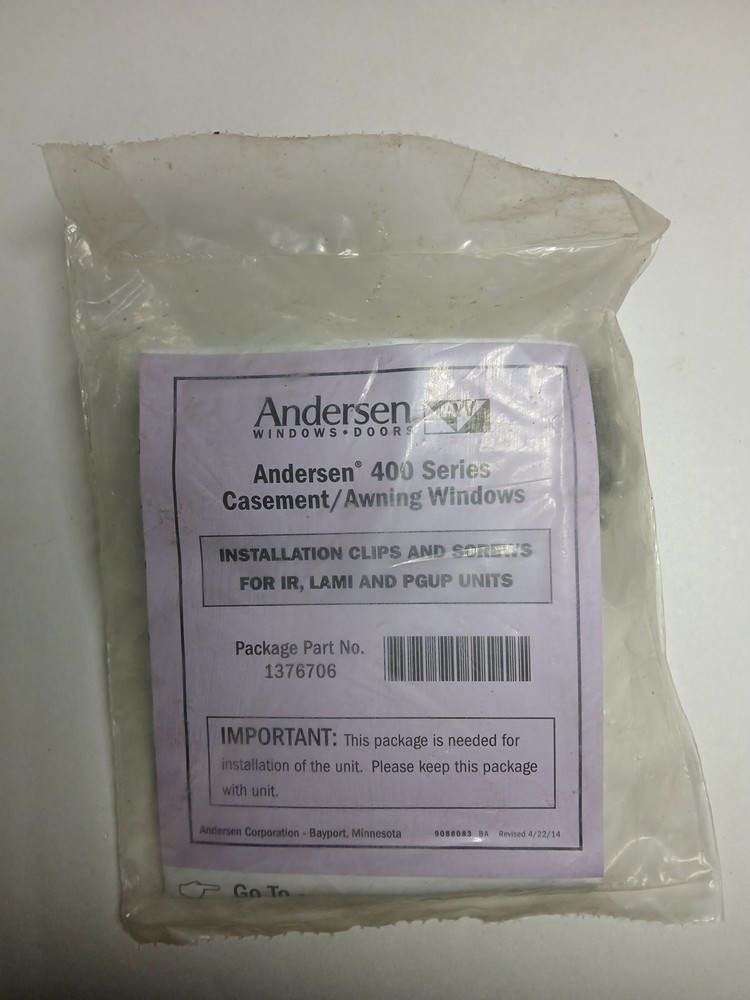 Andersen AW
WINDOWS • DOORS
Andersen® 400 Series
Casement/Awning Windows
INSTALLATION CLIPS AND SCREWS
FOR IR, LAMI AND PGUP UNITS
Package Part No.
1376706
IMPORTANT: This package is needed for
installation of the unit. Please keep this package
with unit.
Andersen Corporation - Bayport, Minnesota 9088083 BA Revised 4/22/14
Go To